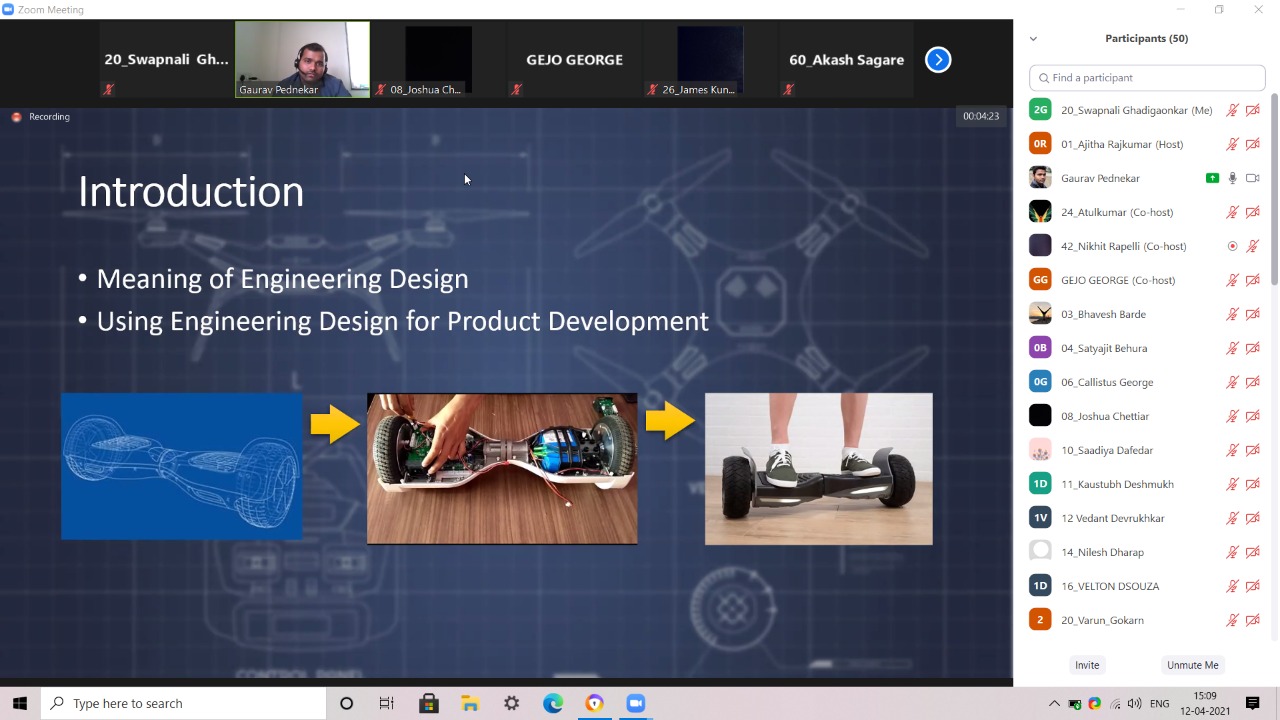 Zoom Meeting
20_Swapnali Gh...
Gaurav Pednekar
08_Joshua Ch...
GEJO GEORGE
26_James Kun...
60_Akash Sagare
Recording
00:04:23
Introduction
• Meaning of Engineering Design
• Using Engineering Design for Product Development
Participants (50)
Find a participant
2G 20_Swapnali Ghadigaonkar (Me)
0R 01_Ajitha Rajkumar (Host)
Gaurav Pednekar
24_Atulkumar (Co-host)
42_Nikhit Rapelli (Co-host)
GG GEJO GEORGE (Co-host)
03_Bhavesh Barde
0B 04_Satyajit Behura
0G 06_Callistus George
08_Joshua Chettiar
10_Saadiya Dafedar
1D 11_Kaustubh Deshmukh
1V 12 Vedant Devrukhkar
14_Nilesh Dharap
1D 16_VELTON DSOUZA
2 20_Varun_Gokarn
Invite
Unmute Me
Type here to search
ENG
15:09
12-04-2021